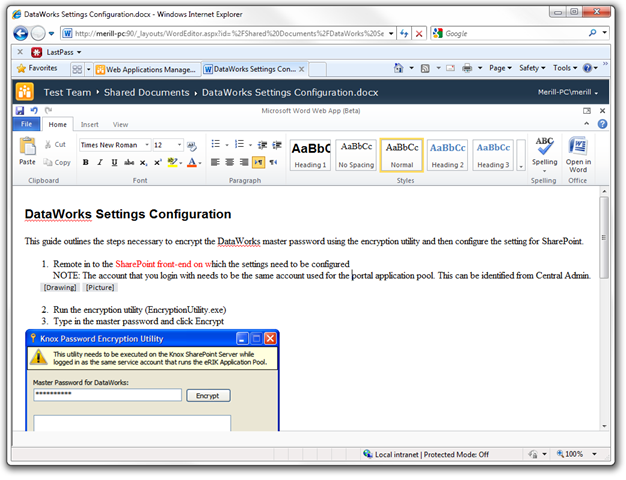 DataWorks Settings Configuration.docx - Windows Internet Explorer
http://merill-pc:90/_layouts/WordEditor.aspx?id=%2FShared%20Documents%2FDataWorks%20Se
Google
LastPass
Favorites
Web Applications Manage...
DataWorks Settings Con...
Page
Safety
Tools
Test Team
Shared Documents
DataWorks Settings Configuration.docx
Merill-PC\merill
Microsoft Word Web App (Beta)
File
Home
Insert
View
Paste
Cut
Copy
Clipboard
Times New Roman
12
B I U abc x₂ x² ab A
Font
Paragraph
AaBbC
Heading 1
AaBbCc
No Spacing
AaBbCc
Normal
AaBbCc
Heading 2
AaBbCc
Heading 3
Styles
ABC
Spelling
Spelling
Open in
Word
Office
DataWorks Settings Configuration
This guide outlines the steps necessary to encrypt the DataWorks master password using the encryption utility and then configure the setting for SharePoint.
1. Remote in to the SharePoint front-end on which the settings need to be configured
NOTE: The account that you login with needs to be the same account used for the portal application pool. This can be identified from Central Admin.
[Drawing] [Picture]
2. Run the encryption utility (EncryptionUtility.exe)
3. Type in the master password and click Encrypt
Knox Password Encryption Utility
This utility needs to be executed on the Knox SharePoint Server while
logged in as the same service account that runs the eRIK Application Pool.
Master Password for DataWorks:
**********
Encrypt
Local intranet | Protected Mode: Off
100%